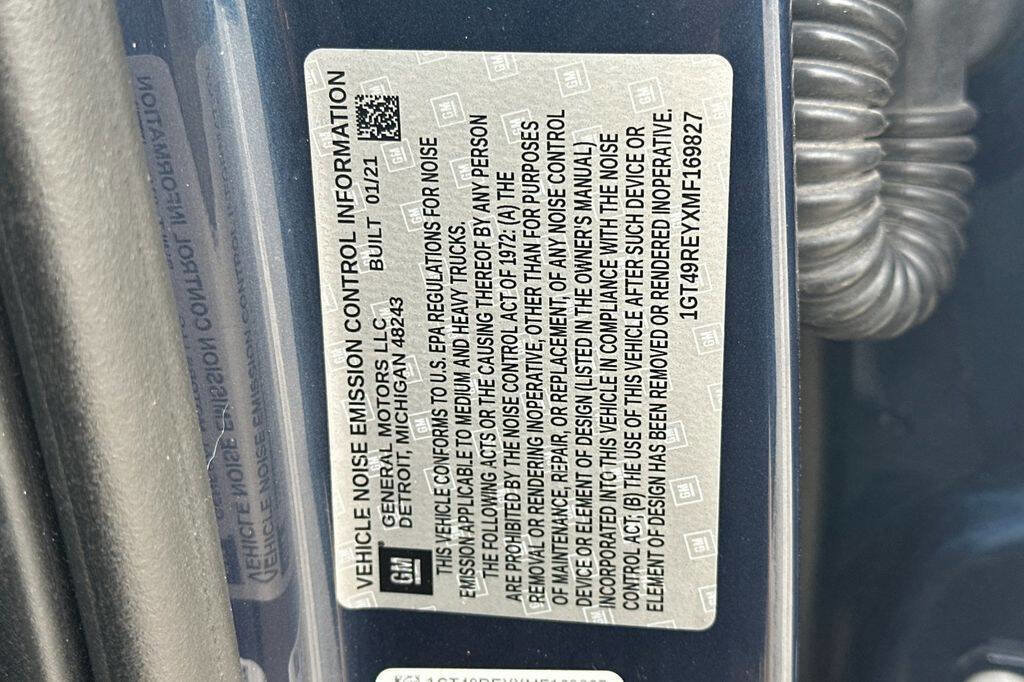 VEHICLE NOISE EMISSION CONTROL INFORMATION
GM
GENERAL MOTORS LLC
DETROIT, MICHIGAN 48243
BUILT 01/21
THIS VEHICLE CONFORMS TO U.S. EPA REGULATIONS FOR NOISE
EMISSION APPLICABLE TO MEDIUM AND HEAVY TRUCKS.
THE FOLLOWING ACTS OR THE CAUSING THEREOF BY ANY PERSON
ARE PROHIBITED BY THE NOISE CONTROL ACT OF 1972: (A) THE
REMOVAL OR RENDERING INOPERATIVE, OTHER THAN FOR PURPOSES
OF MAINTENANCE, REPAIR, OR REPLACEMENT, OF ANY NOISE CONTROL
DEVICE OR ELEMENT OF DESIGN (LISTED IN THE OWNER'S MANUAL)
INCORPORATED INTO THIS VEHICLE IN COMPLIANCE WITH THE NOISE
CONTROL ACT; (B) THE USE OF THIS VEHICLE AFTER SUCH DEVICE OR
ELEMENT OF DESIGN HAS BEEN REMOVED OR RENDERED INOPERATIVE.
1GT49REYXMF169827